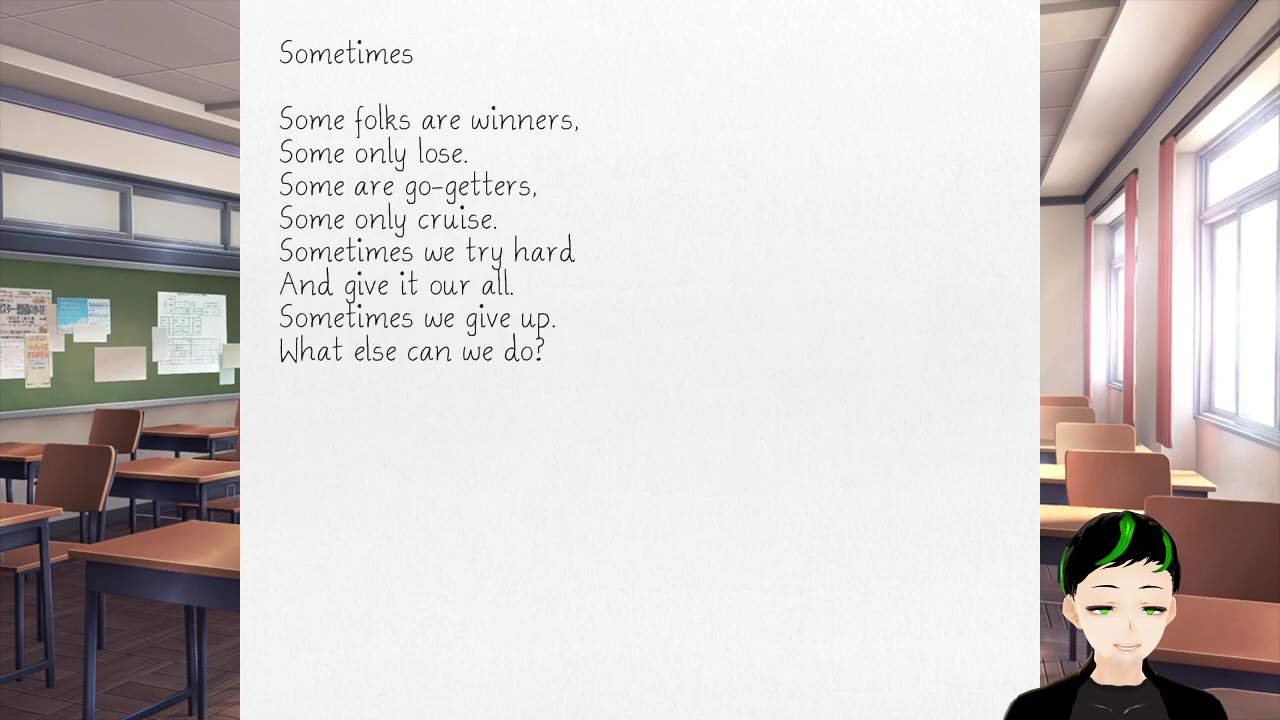 Sometimes
Some folks are winners,
Some only lose.
Some are go-getters,
Some only cruise.
Sometimes we try hard
And give it our all.
Sometimes we give up.
What else can we do?